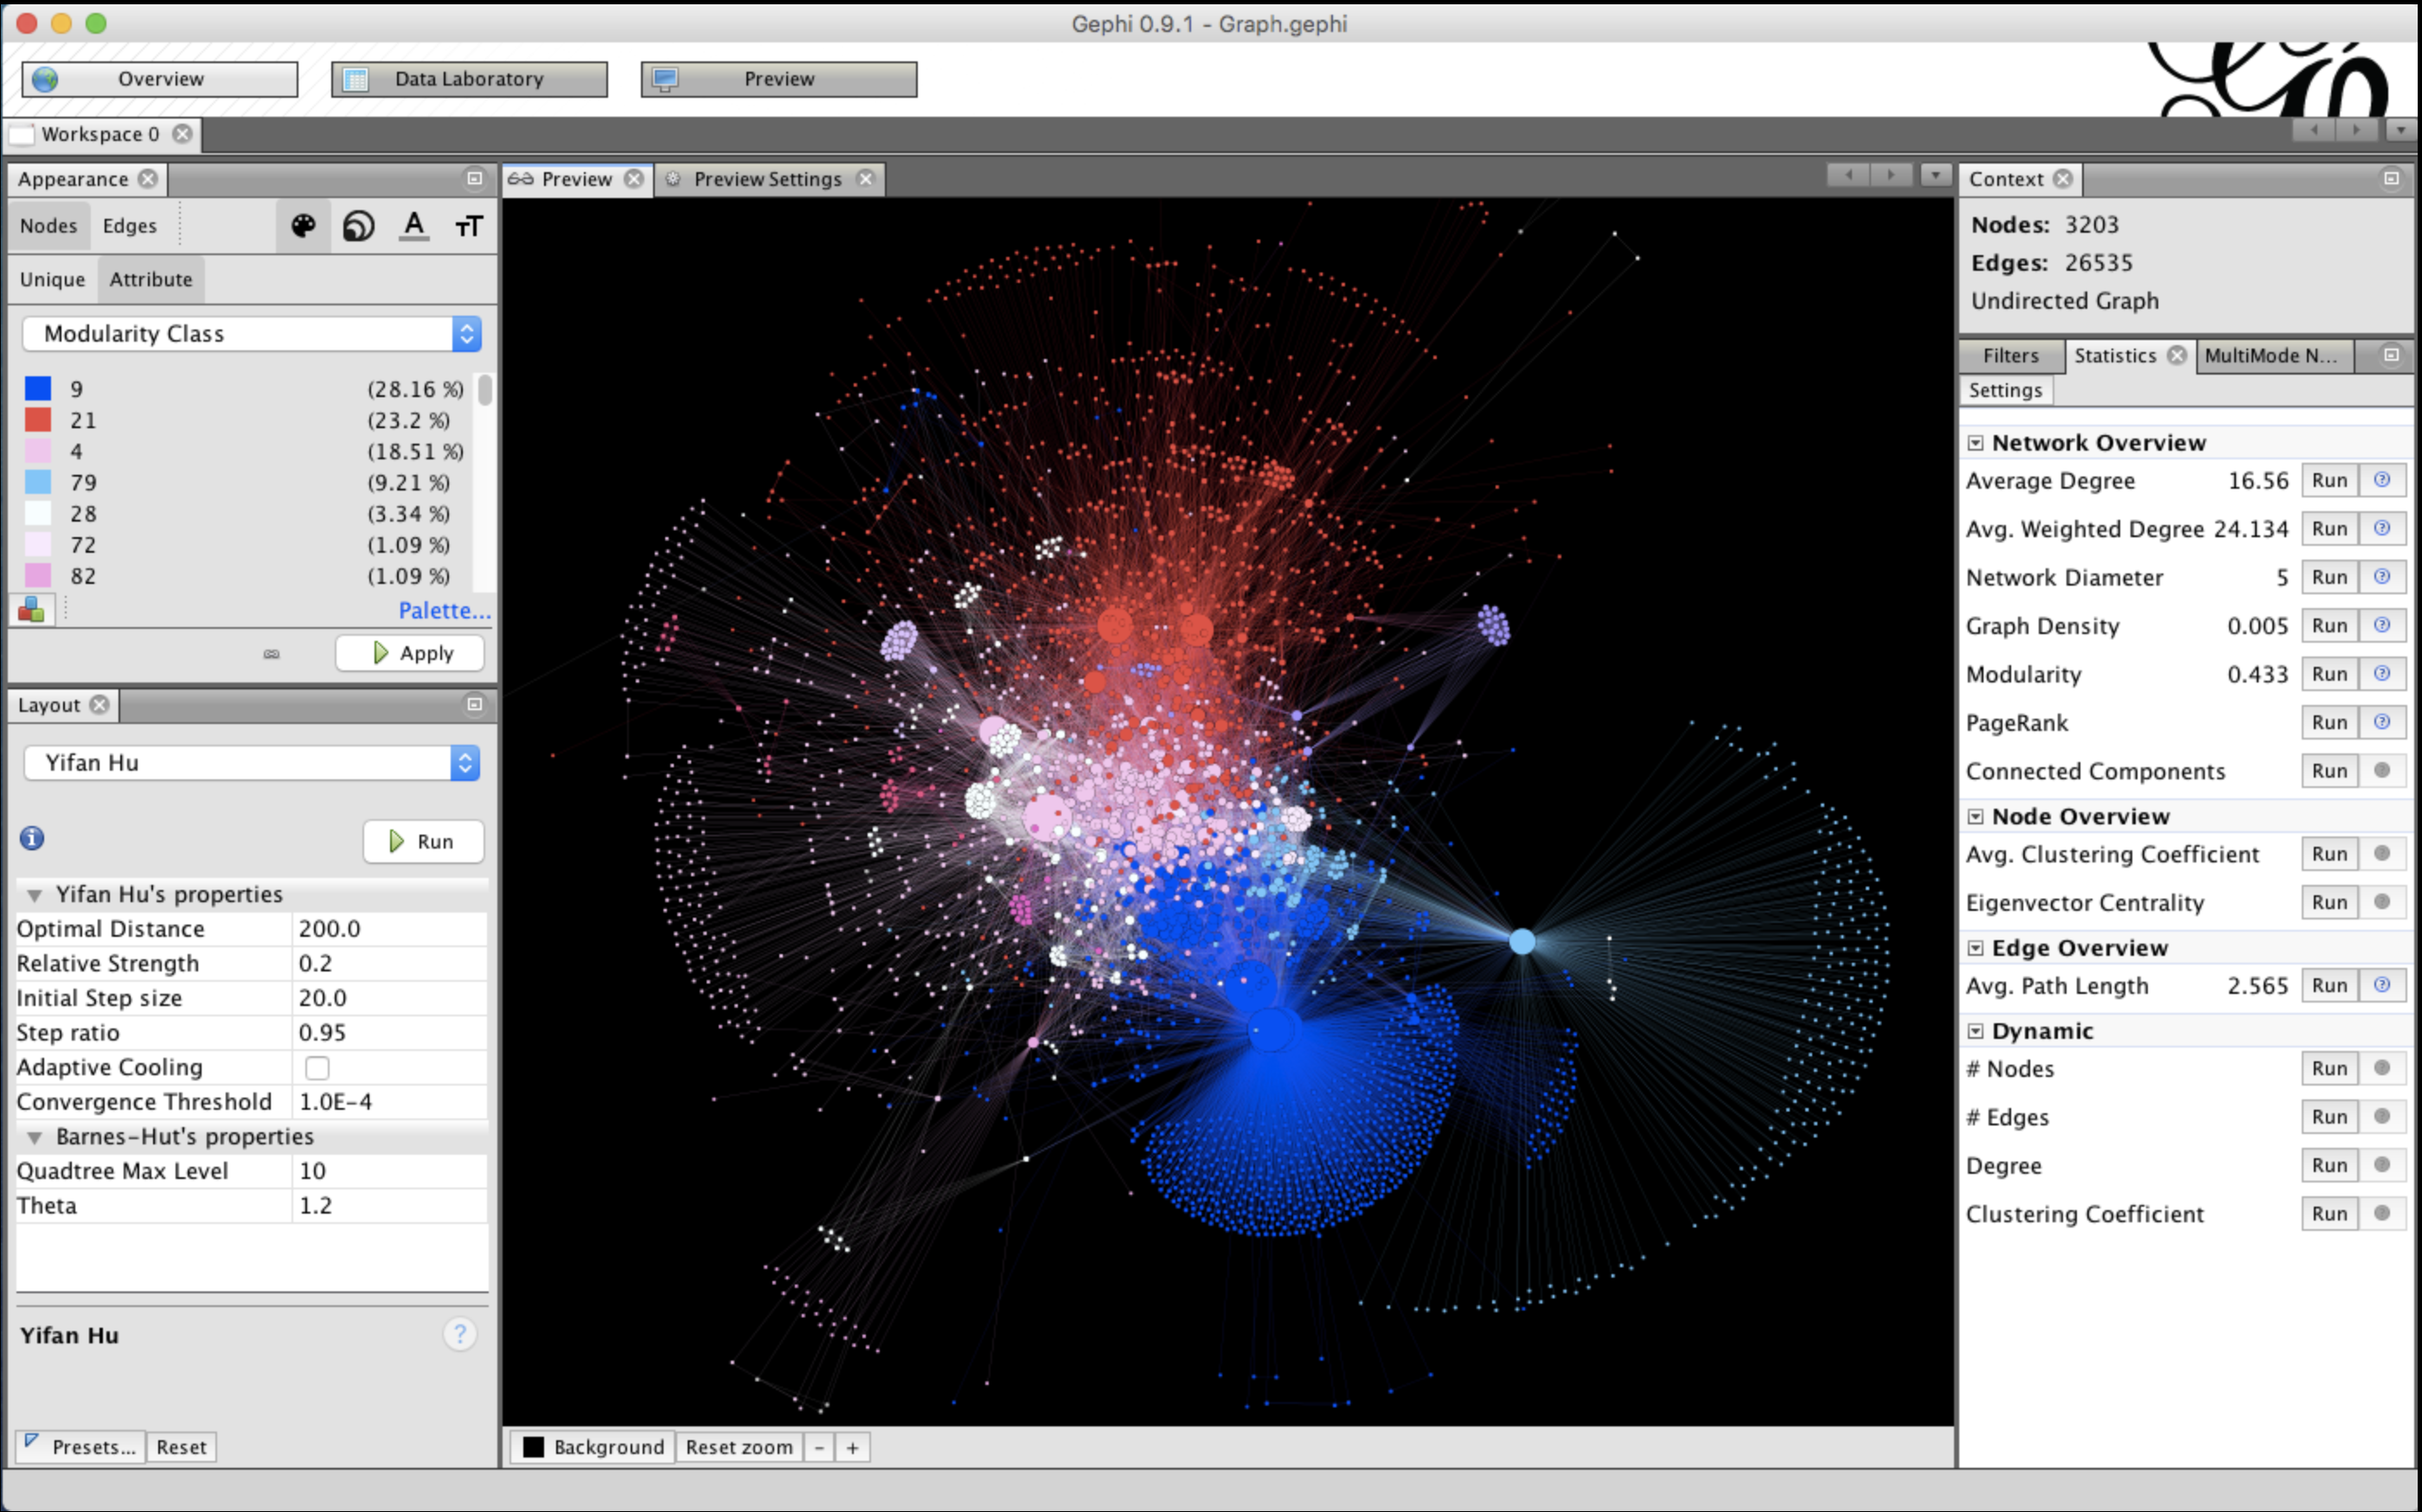 Gephi 0.9.1 - Graph.gephi
Overview
Data Laboratory
Preview
Workspace 0
Appearance
Nodes Edges
A
TT
Unique Attribute
Modularity Class
9 (28.16 %)
21 (23.2 %)
4 (18.51 %)
79 (9.21 %)
28 (3.34 %)
72 (1.09 %)
82 (1.09 %)
Palette...
Apply
Layout
Yifan Hu
Run
Yifan Hu's properties
Optimal Distance 200.0
Relative Strength 0.2
Initial Step size 20.0
Step ratio 0.95
Adaptive Cooling
Convergence Threshold 1.0E-4
Barnes-Hut's properties
Quadtree Max Level 10
Theta 1.2
Yifan Hu
?
Presets... Reset
Preview
Preview Settings
Background Reset zoom - +
Context
Nodes: 3203
Edges: 26535
Undirected Graph
Filters Statistics MultiMode N...
Settings
Network Overview
Average Degree 16.56 Run ?
Avg. Weighted Degree 24.134 Run ?
Network Diameter 5 Run ?
Graph Density 0.005 Run ?
Modularity 0.433 Run ?
PageRank Run ?
Connected Components Run
Node Overview
Avg. Clustering Coefficient Run
Eigenvector Centrality Run
Edge Overview
Avg. Path Length 2.565 Run ?
Dynamic
# Nodes Run
# Edges Run
Degree Run
Clustering Coefficient Run